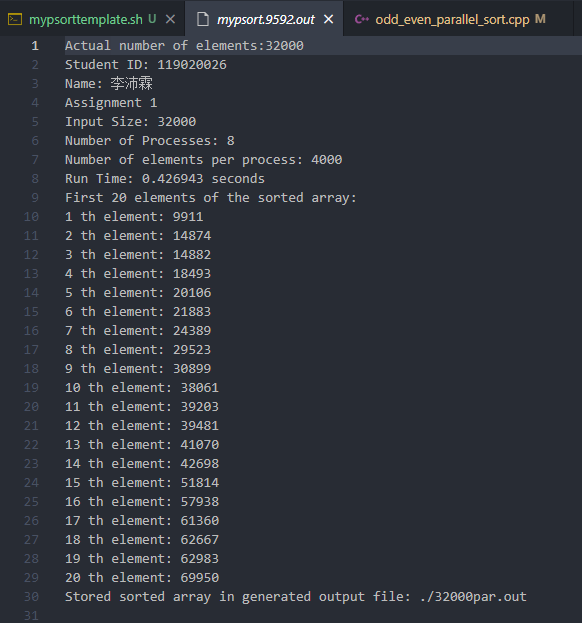 mypsorttemplate.sh U × mypsort.9592.out × odd_even_parallel_sort.cpp M
1 Actual number of elements:32000
2 Student ID: 119020026
3 Name: 李沛霖
4 Assignment 1
5 Input Size: 32000
6 Number of Processes: 8
7 Number of elements per process: 4000
8 Run Time: 0.426943 seconds
9 First 20 elements of the sorted array:
10 1 th element: 9911
11 2 th element: 14874
12 3 th element: 14882
13 4 th element: 18493
14 5 th element: 20106
15 6 th element: 21883
16 7 th element: 24389
17 8 th element: 29523
18 9 th element: 30899
19 10 th element: 38061
20 11 th element: 39203
21 12 th element: 39481
22 13 th element: 41070
23 14 th element: 42698
24 15 th element: 51814
25 16 th element: 57938
26 17 th element: 61360
27 18 th element: 62667
28 19 th element: 62983
29 20 th element: 69950
30 Stored sorted array in generated output file: ./32000par.out
31